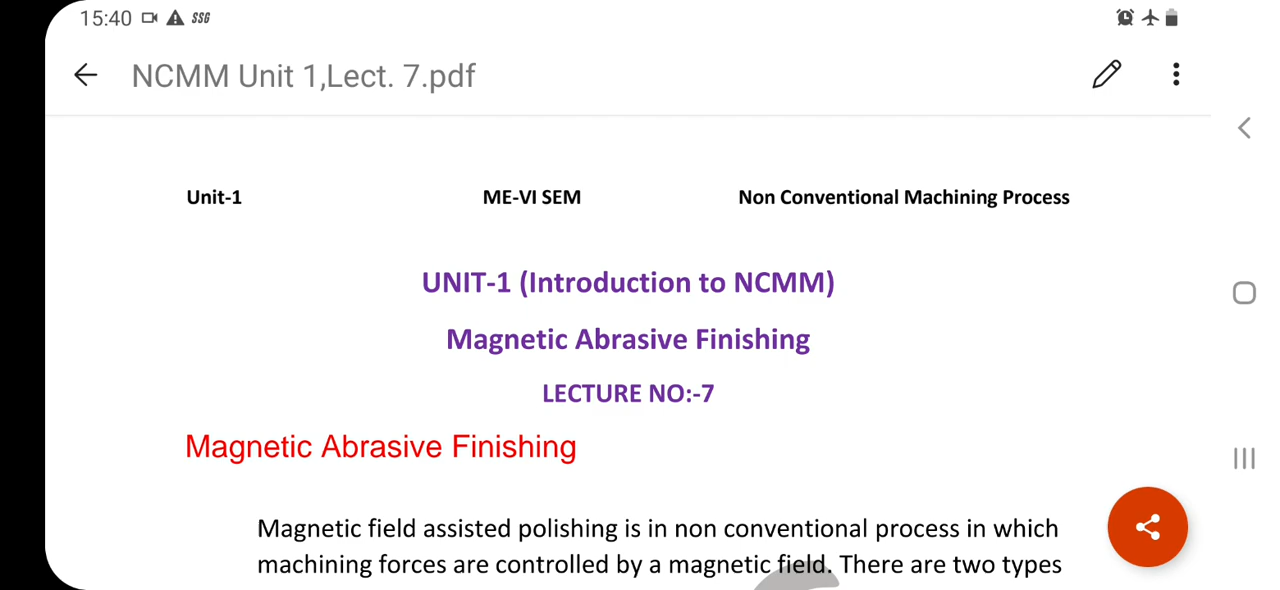 15:40 SSG
NCMM Unit 1,Lect. 7.pdf
Unit-1 ME-VI SEM Non Conventional Machining Process
UNIT-1 (Introduction to NCMM)
Magnetic Abrasive Finishing
LECTURE NO:-7
Magnetic Abrasive Finishing
Magnetic field assisted polishing is in non conventional process in which
machining forces are controlled by a magnetic field. There are two types